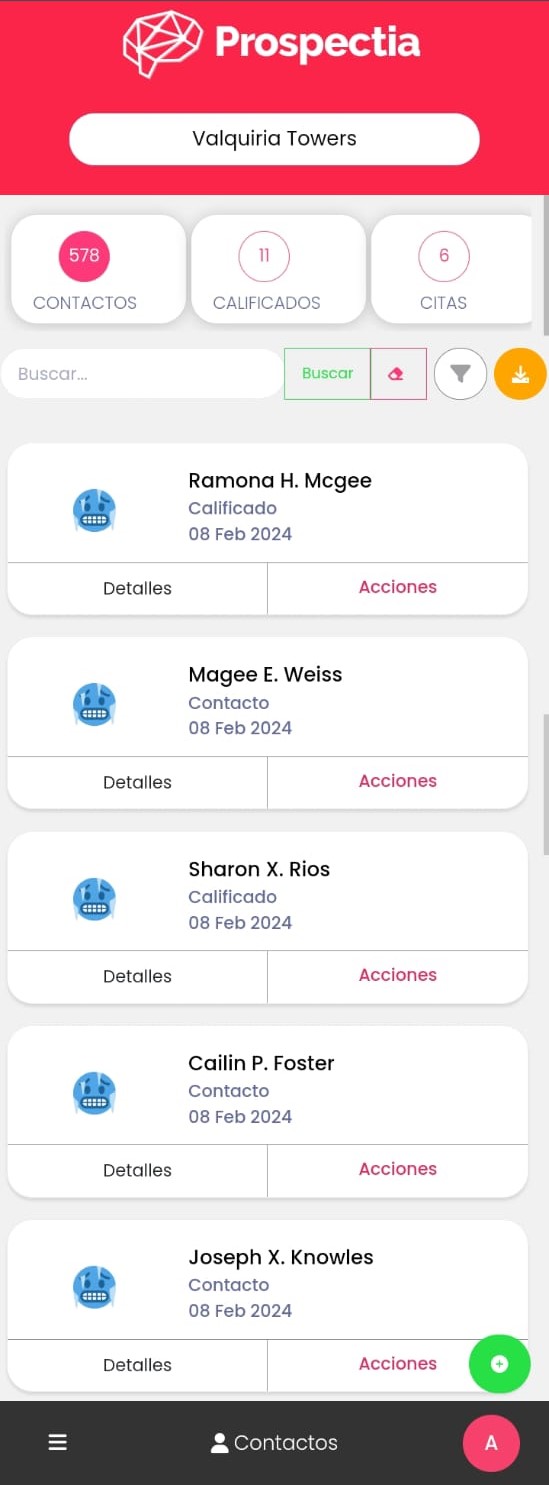 Prospectia
Valquiria Towers
578 11 6
CONTACTOS CALIFICADOS CITAS
Buscar... Buscar
Ramona H. Mcgee
Calificado
08 Feb 2024
Detalles Acciones
Magee E. Weiss
Contacto
08 Feb 2024
Detalles Acciones
Sharon X. Rios
Calificado
08 Feb 2024
Detalles Acciones
Cailin P. Foster
Contacto
08 Feb 2024
Detalles Acciones
Joseph X. Knowles
Contacto
08 Feb 2024
Detalles Acciones
Contactos A